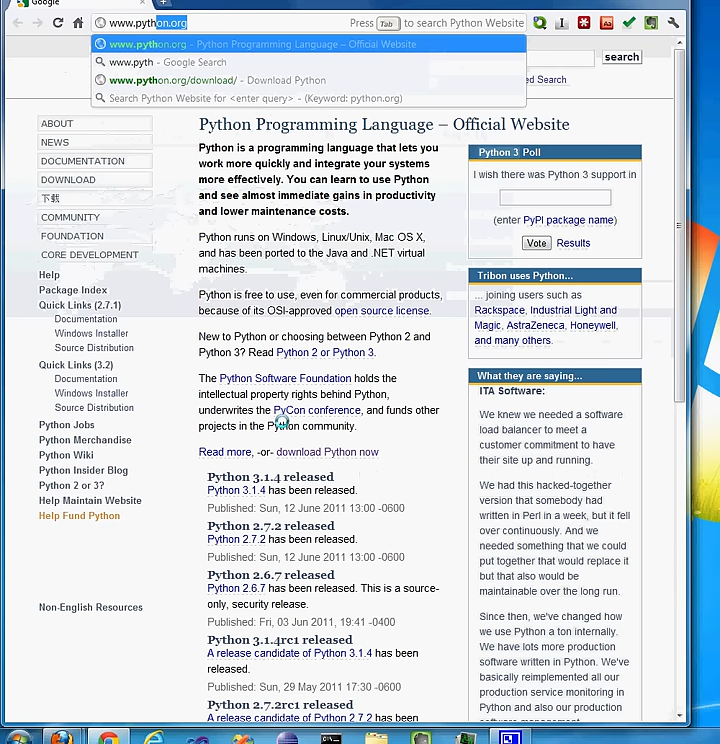 Google
www.python.org
Press Tab to search Python Website
www.python.org - Python Programming Language – Official Website
www.pyth - Google Search
www.python.org/download/ - Download Python
Search Python Website for <enter query> - (Keyword: python.org)
search
ed Search
ABOUT
NEWS
DOCUMENTATION
DOWNLOAD
下载
COMMUNITY
FOUNDATION
CORE DEVELOPMENT
Help
Package Index
Quick Links (2.7.1)
Documentation
Windows Installer
Source Distribution
Quick Links (3.2)
Documentation
Windows Installer
Source Distribution
Python Jobs
Python Merchandise
Python Wiki
Python Insider Blog
Python 2 or 3?
Help Maintain Website
Help Fund Python
Non-English Resources
Python Programming Language – Official Website
Python is a programming language that lets you
work more quickly and integrate your systems
more effectively. You can learn to use Python
and see almost immediate gains in productivity
and lower maintenance costs.
Python runs on Windows, Linux/Unix, Mac OS X,
and has been ported to the Java and .NET virtual
machines.
Python is free to use, even for commercial products,
because of its OSI-approved open source license.
New to Python or choosing between Python 2 and
Python 3? Read Python 2 or Python 3.
The Python Software Foundation holds the
intellectual property rights behind Python,
underwrites the PyCon conference, and funds other
projects in the Python community.
Read more, -or- download Python now
Python 3.1.4 released
Python 3.1.4 has been released.
Published: Sun, 12 June 2011 13:00 -0600
Python 2.7.2 released
Python 2.7.2 has been released.
Published: Sun, 12 June 2011 13:00 -0600
Python 2.6.7 released
Python 2.6.7 has been released. This is a source-
only, security release.
Published: Fri, 03 Jun 2011, 19:41 -0400
Python 3.1.4rc1 released
A release candidate of Python 3.1.4 has been
released.
Published: Sun, 29 May 2011 17:30 -0600
Python 2.7.2rc1 released
A release candidate of Python 2.7.2 has been
Python 3 Poll
I wish there was Python 3 support in
(enter PyPI package name)
Vote Results
Tribon uses Python...
... joining users such as
Rackspace, Industrial Light and
Magic, AstraZeneca, Honeywell,
and many others.
What they are saying...
ITA Software:
We knew we needed a software
load balancer to meet a
customer commitment to have
their site up and running.
We had this hacked-together
version that somebody had
written in Perl in a week, but it fell
over continuously. And we
needed something that we could
put together that would replace it
but that also would be
maintainable over the long run.
Since then, we've changed how
we use Python a ton internally.
We have lots more production
software written in Python. We've
basically reimplemented all our
production service monitoring in
Python and also our production